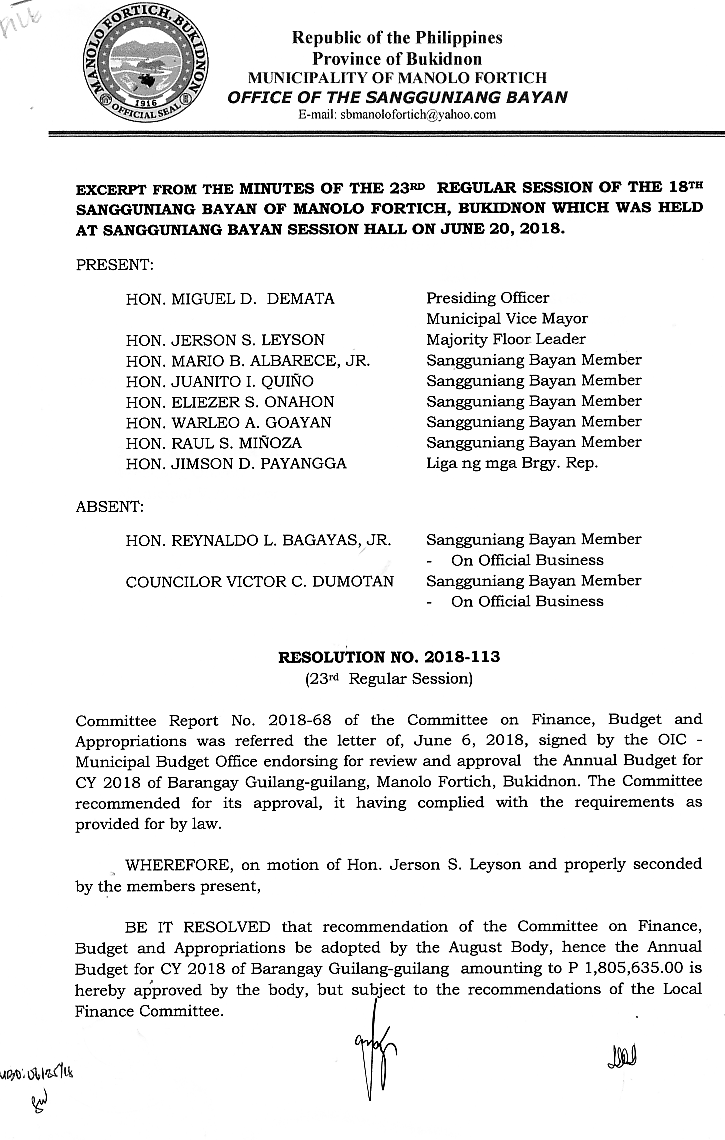 FILE
MANOLO FORTICH, BUKIDNON
1916
OFFICIAL SEAL
Republic of the Philippines
Province of Bukidnon
MUNICIPALITY OF MANOLO FORTICH
OFFICE OF THE SANGGUNIANG BAYAN
E-mail: sbmanolofortich@yahoo.com
EXCERPT FROM THE MINUTES OF THE 23RD REGULAR SESSION OF THE 18TH
SANGGUNIANG BAYAN OF MANOLO FORTICH, BUKIDNON WHICH WAS HELD
AT SANGGUNIANG BAYAN SESSION HALL ON JUNE 20, 2018.
PRESENT:
HON. MIGUEL D. DEMATA Presiding Officer
Municipal Vice Mayor
HON. JERSON S. LEYSON Majority Floor Leader
HON. MARIO B. ALBARECE, JR. Sangguniang Bayan Member
HON. JUANITO I. QUIÑO Sangguniang Bayan Member
HON. ELIEZER S. ONAHON Sangguniang Bayan Member
HON. WARLEO A. GOAYAN Sangguniang Bayan Member
HON. RAUL S. MIÑOZA Sangguniang Bayan Member
HON. JIMSON D. PAYANGGA Liga ng mga Brgy. Rep.
ABSENT:
HON. REYNALDO L. BAGAYAS, JR. Sangguniang Bayan Member
- On Official Business
COUNCILOR VICTOR C. DUMOTAN Sangguniang Bayan Member
- On Official Business
RESOLUTION NO. 2018-113
(23rd Regular Session)
Committee Report No. 2018-68 of the Committee on Finance, Budget and
Appropriations was referred the letter of, June 6, 2018, signed by the OIC -
Municipal Budget Office endorsing for review and approval the Annual Budget for
CY 2018 of Barangay Guilang-guilang, Manolo Fortich, Bukidnon. The Committee
recommended for its approval, it having complied with the requirements as
provided for by law.
WHEREFORE, on motion of Hon. Jerson S. Leyson and properly seconded
by the members present,
BE IT RESOLVED that recommendation of the Committee on Finance,
Budget and Appropriations be adopted by the August Body, hence the Annual
Budget for CY 2018 of Barangay Guilang-guilang amounting to P 1,805,635.00 is
hereby approved by the body, but subject to the recommendations of the Local
Finance Committee.